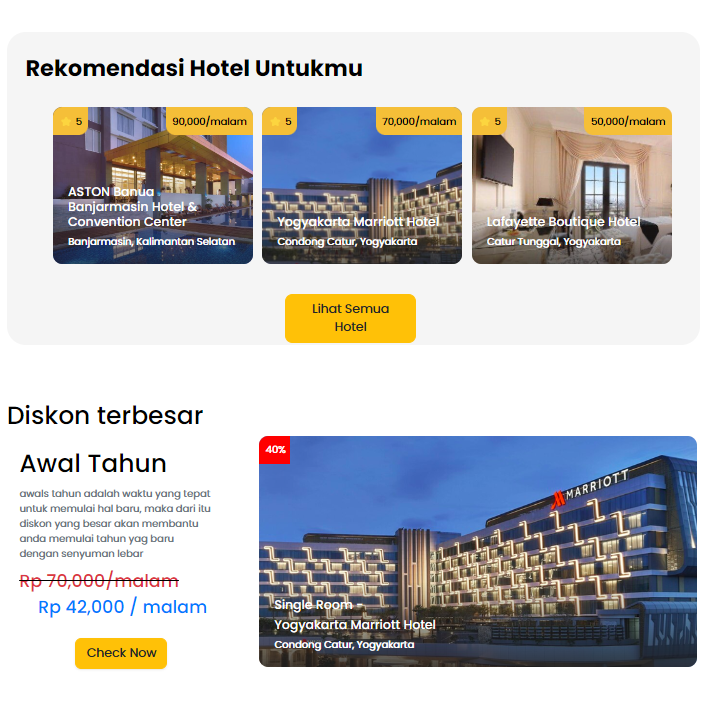 Rekomendasi Hotel Untukmu
5
90,000/malam
ASTON Banua
Banjarmasin Hotel &
Convention Center
Banjarmasin, Kalimantan Selatan
5
70,000/malam
Yogyakarta Marriott Hotel
Condong Catur, Yogyakarta
5
50,000/malam
Lafayette Boutique Hotel
Catur Tunggal, Yogyakarta
Lihat Semua
Hotel
Diskon terbesar
Awal Tahun
awals tahun adalah waktu yang tepat
untuk memulai hal baru, maka dari itu
diskon yang besar akan membantu
anda memulai tahun yag baru
dengan senyuman lebar
Rp 70,000/malam
Rp 42,000 / malam
Check Now
40%
MARRIOTT
Single Room -
Yogyakarta Marriott Hotel
Condong Catur, Yogyakarta